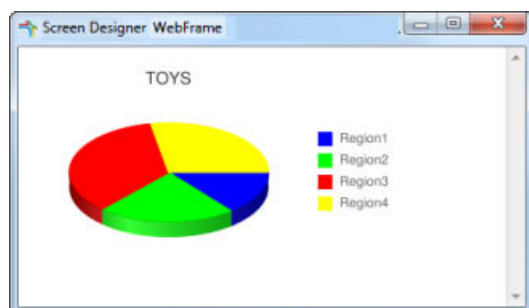 Screen Designer WebFrame
TOYS
Region1
Region2
Region3
Region4